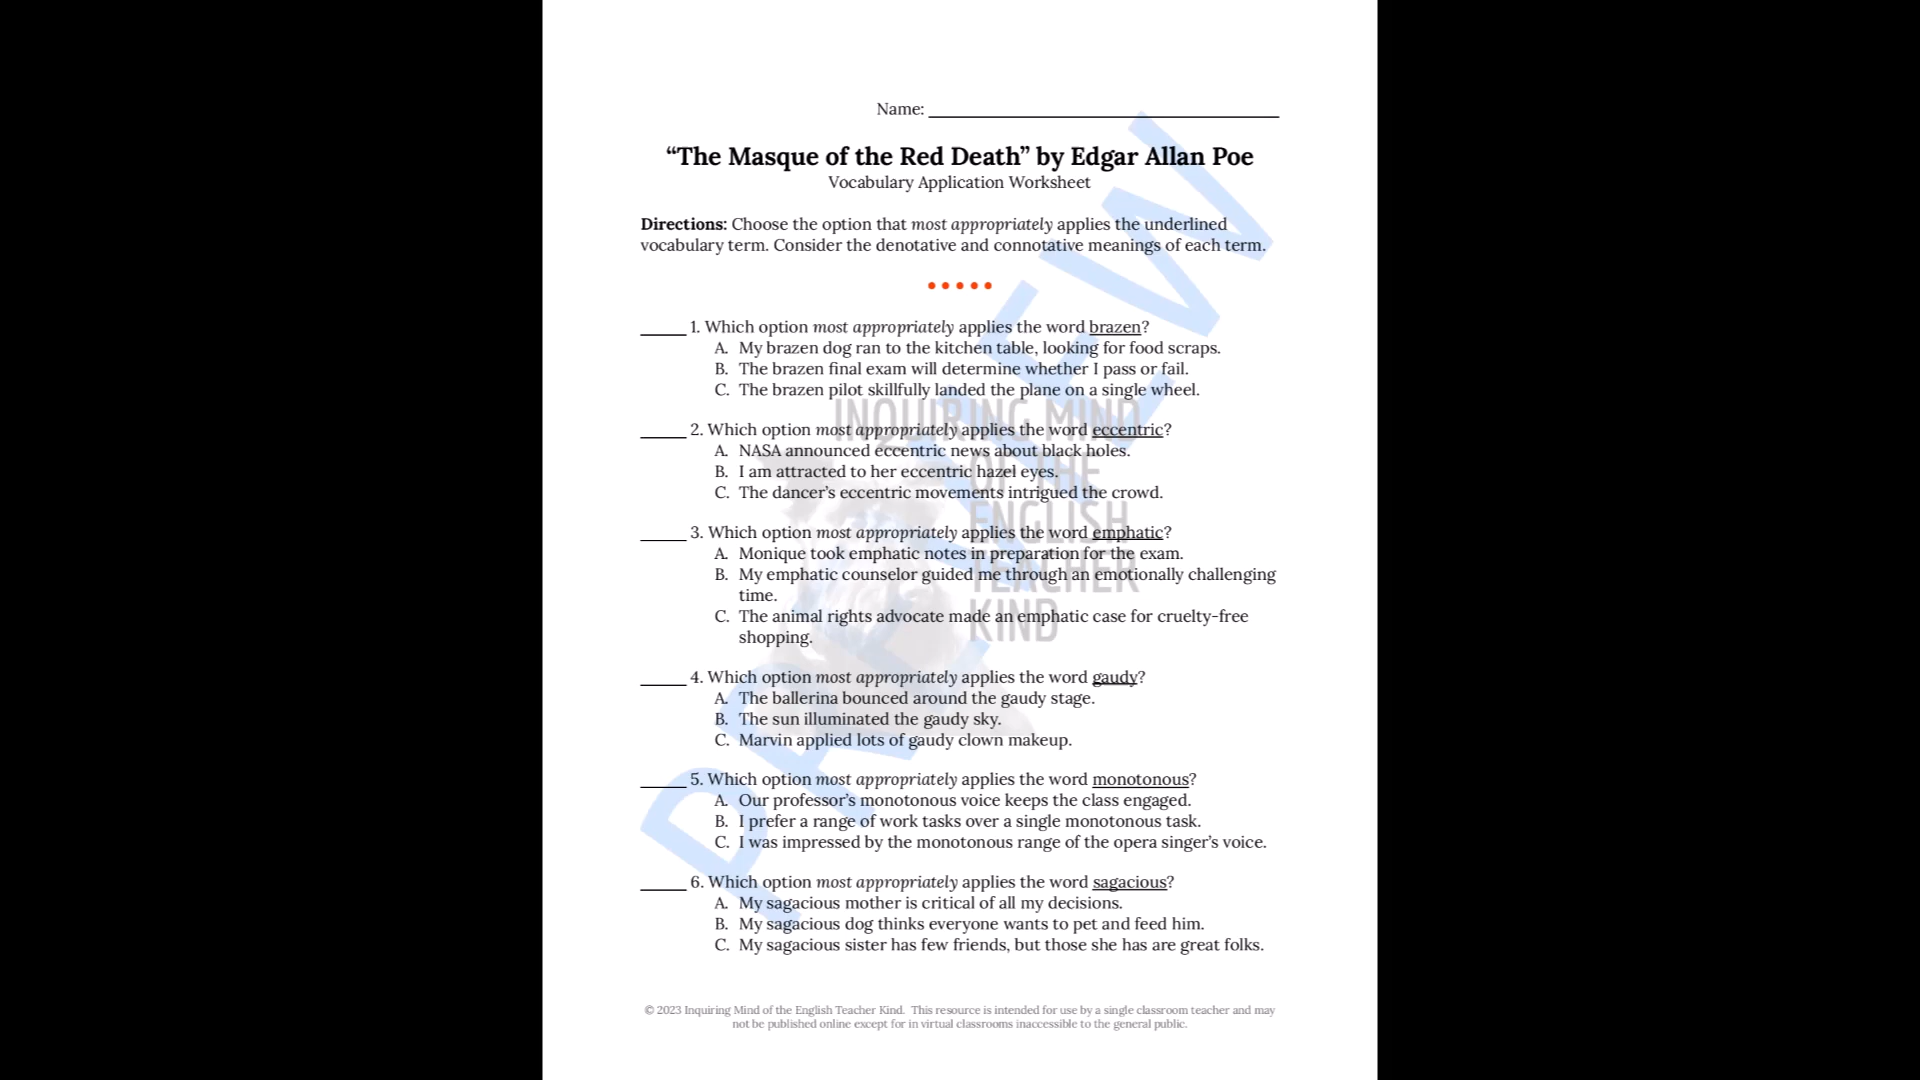 Name: ____________________
“The Masque of the Red Death” by Edgar Allan Poe
Vocabulary Application Worksheet
Directions: Choose the option that most appropriately applies the underlined
vocabulary term. Consider the denotative and connotative meanings of each term.
_____ 1. Which option most appropriately applies the word brazen?
A. My brazen dog ran to the kitchen table, looking for food scraps.
B. The brazen final exam will determine whether I pass or fail.
C. The brazen pilot skillfully landed the plane on a single wheel.
_____ 2. Which option most appropriately applies the word eccentric?
A. NASA announced eccentric news about black holes.
B. I am attracted to her eccentric hazel eyes.
C. The dancer’s eccentric movements intrigued the crowd.
_____ 3. Which option most appropriately applies the word emphatic?
A. Monique took emphatic notes in preparation for the exam.
B. My emphatic counselor guided me through an emotionally challenging
time.
C. The animal rights advocate made an emphatic case for cruelty-free
shopping.
_____ 4. Which option most appropriately applies the word gaudy?
A. The ballerina bounced around the gaudy stage.
B. The sun illuminated the gaudy sky.
C. Marvin applied lots of gaudy clown makeup.
_____ 5. Which option most appropriately applies the word monotonous?
A. Our professor’s monotonous voice keeps the class engaged.
B. I prefer a range of work tasks over a single monotonous task.
C. I was impressed by the monotonous range of the opera singer’s voice.
_____ 6. Which option most appropriately applies the word sagacious?
A. My sagacious mother is critical of all my decisions.
B. My sagacious dog thinks everyone wants to pet and feed him.
C. My sagacious sister has few friends, but those she has are great folks.
© 2023 Inquiring Mind of the English Teacher Kind. This resource is intended for use by a single classroom teacher and may
not be published online except for in virtual classrooms inaccessible to the general public.
PREVIEW
INQUIRING MIND
OF THE
ENGLISH
TEACHER
KIND